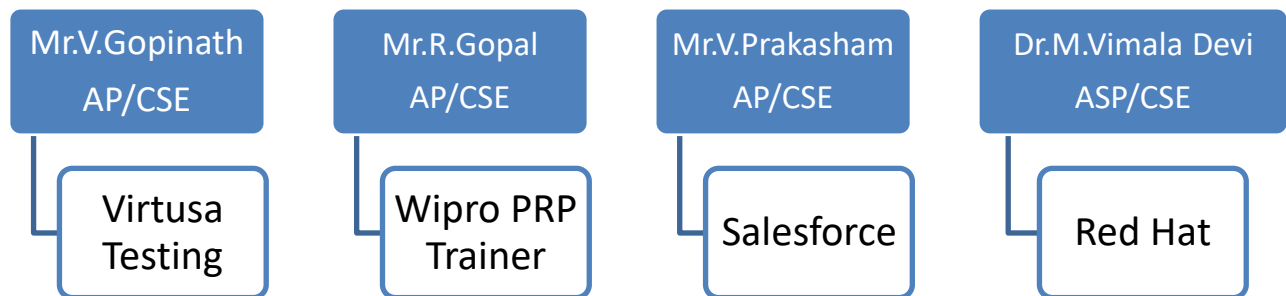 Mr.V.Gopinath
AP/CSE
Virtusa
Testing
Mr.R.Gopal
AP/CSE
Wipro PRP
Trainer
Mr.V.Prakasham
AP/CSE
Salesforce
Dr.M.Vimala Devi
ASP/CSE
Red Hat